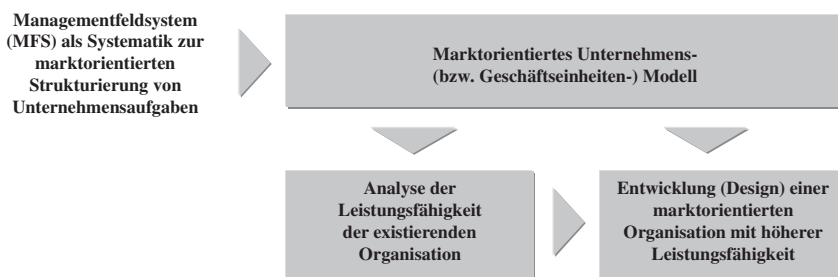 Managementfeldsystem
(MFS) als Systematik zur
marktorientierten
Strukturierung von
Unternehmensaufgaben
Marktorientiertes Unternehmens-
(bzw. Geschäftseinheiten-) Modell
Analyse der
Leistungsfähigkeit
der existierenden
Organisation
Entwicklung (Design) einer
marktorientierten
Organisation mit höherer
Leistungsfähigkeit